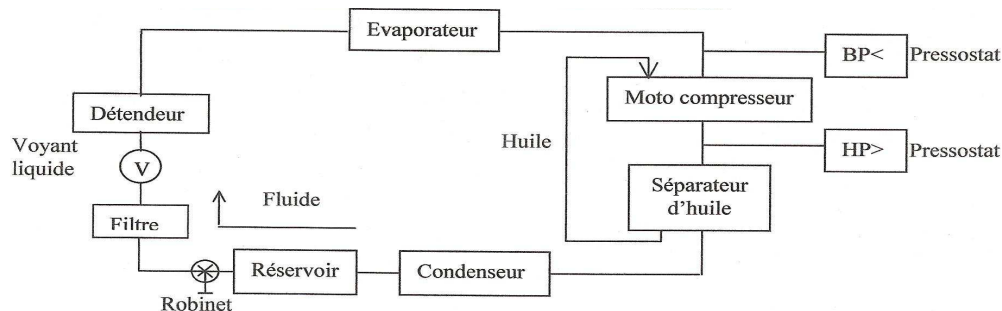 Evaporateur
BP<
Pressostat
Moto compresseur
Détendeur
Voyant
liquide
V
Huile
HP>
Pressostat
Séparateur
d'huile
Fluide
Filtre
Réservoir
Condenseur
Robinet